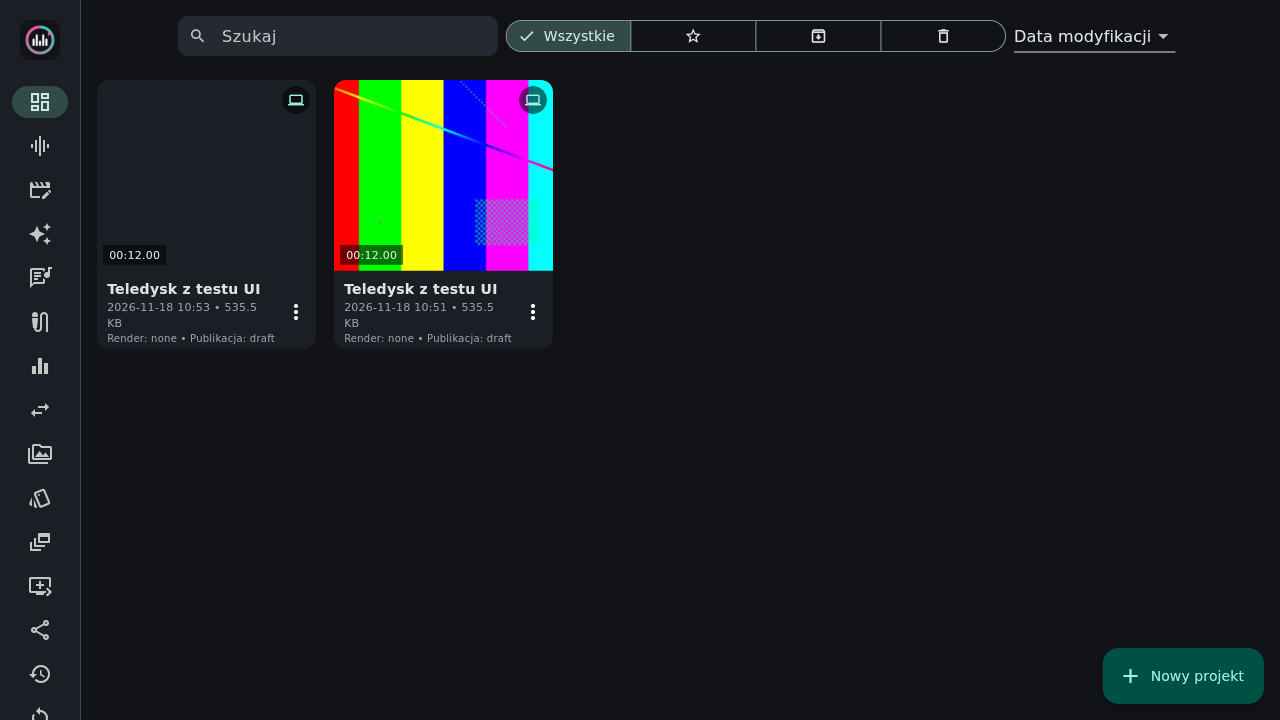 Szukaj
Wszystkie
Data modyfikacji
00:12.00
Teledysk z testu UI
2026-11-18 10:53 • 535.5
KB
Render: none • Publikacja: draft
00:12.00
Teledysk z testu UI
2026-11-18 10:51 • 535.5
KB
Render: none • Publikacja: draft
Nowy projekt